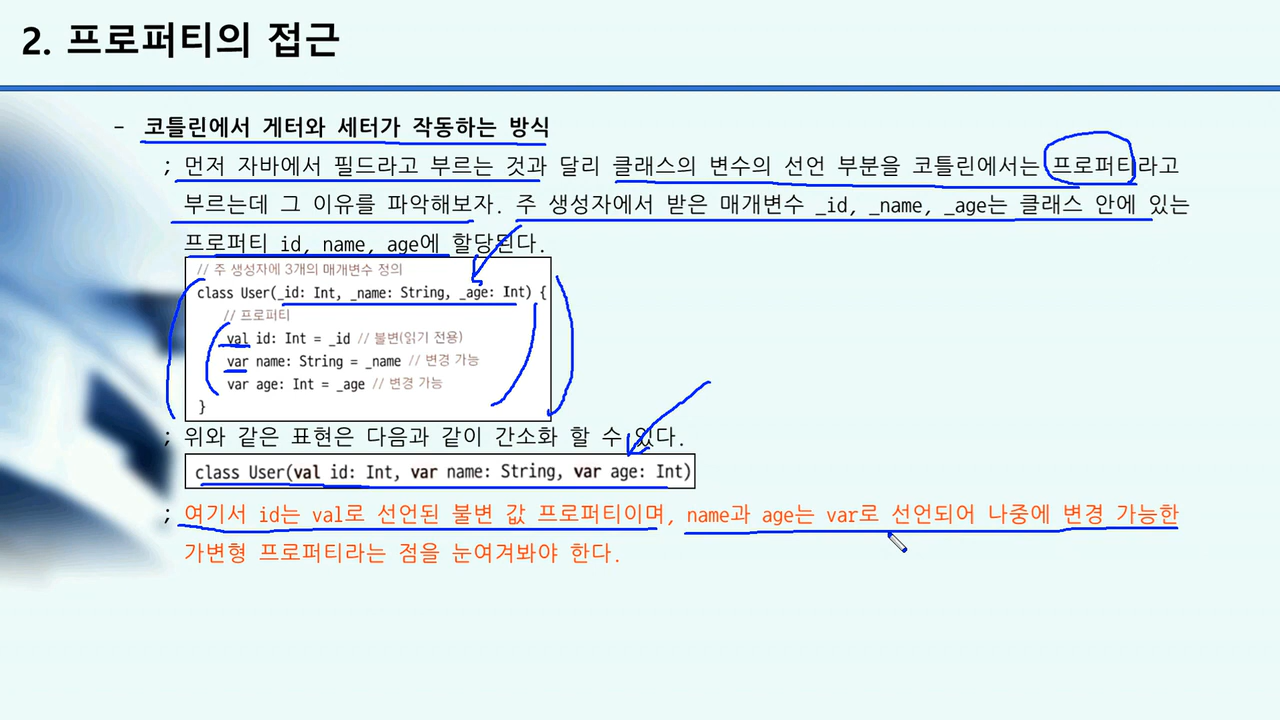 2. 프로퍼티의 접근
- 코틀린에서 게터와 세터가 작동하는 방식
; 먼저 자바에서 필드라고 부르는 것과 달리 클래스의 변수의 선언 부분을 코틀린에서는 프로퍼티라고
부르는데 그 이유를 파악해보자. 주 생성자에서 받은 매개변수 _id, _name, _age는 클래스 안에 있는
프로퍼티 id, name, age에 할당된다.
// 주 생성자에 3개의 매개변수 정의
class User(_id: Int, _name: String, _age: Int) {
// 프로퍼티
val id: Int = _id // 불변(읽기 전용)
var name: String = _name // 변경 가능
var age: Int = _age // 변경 가능
}
; 위와 같은 표현은 다음과 같이 간소화 할 수 있다.
class User(val id: Int, var name: String, var age: Int)
; 여기서 id는 val로 선언된 불변 값 프로퍼티이며, name과 age는 var로 선언되어 나중에 변경 가능한
가변형 프로퍼티라는 점을 눈여겨봐야 한다.